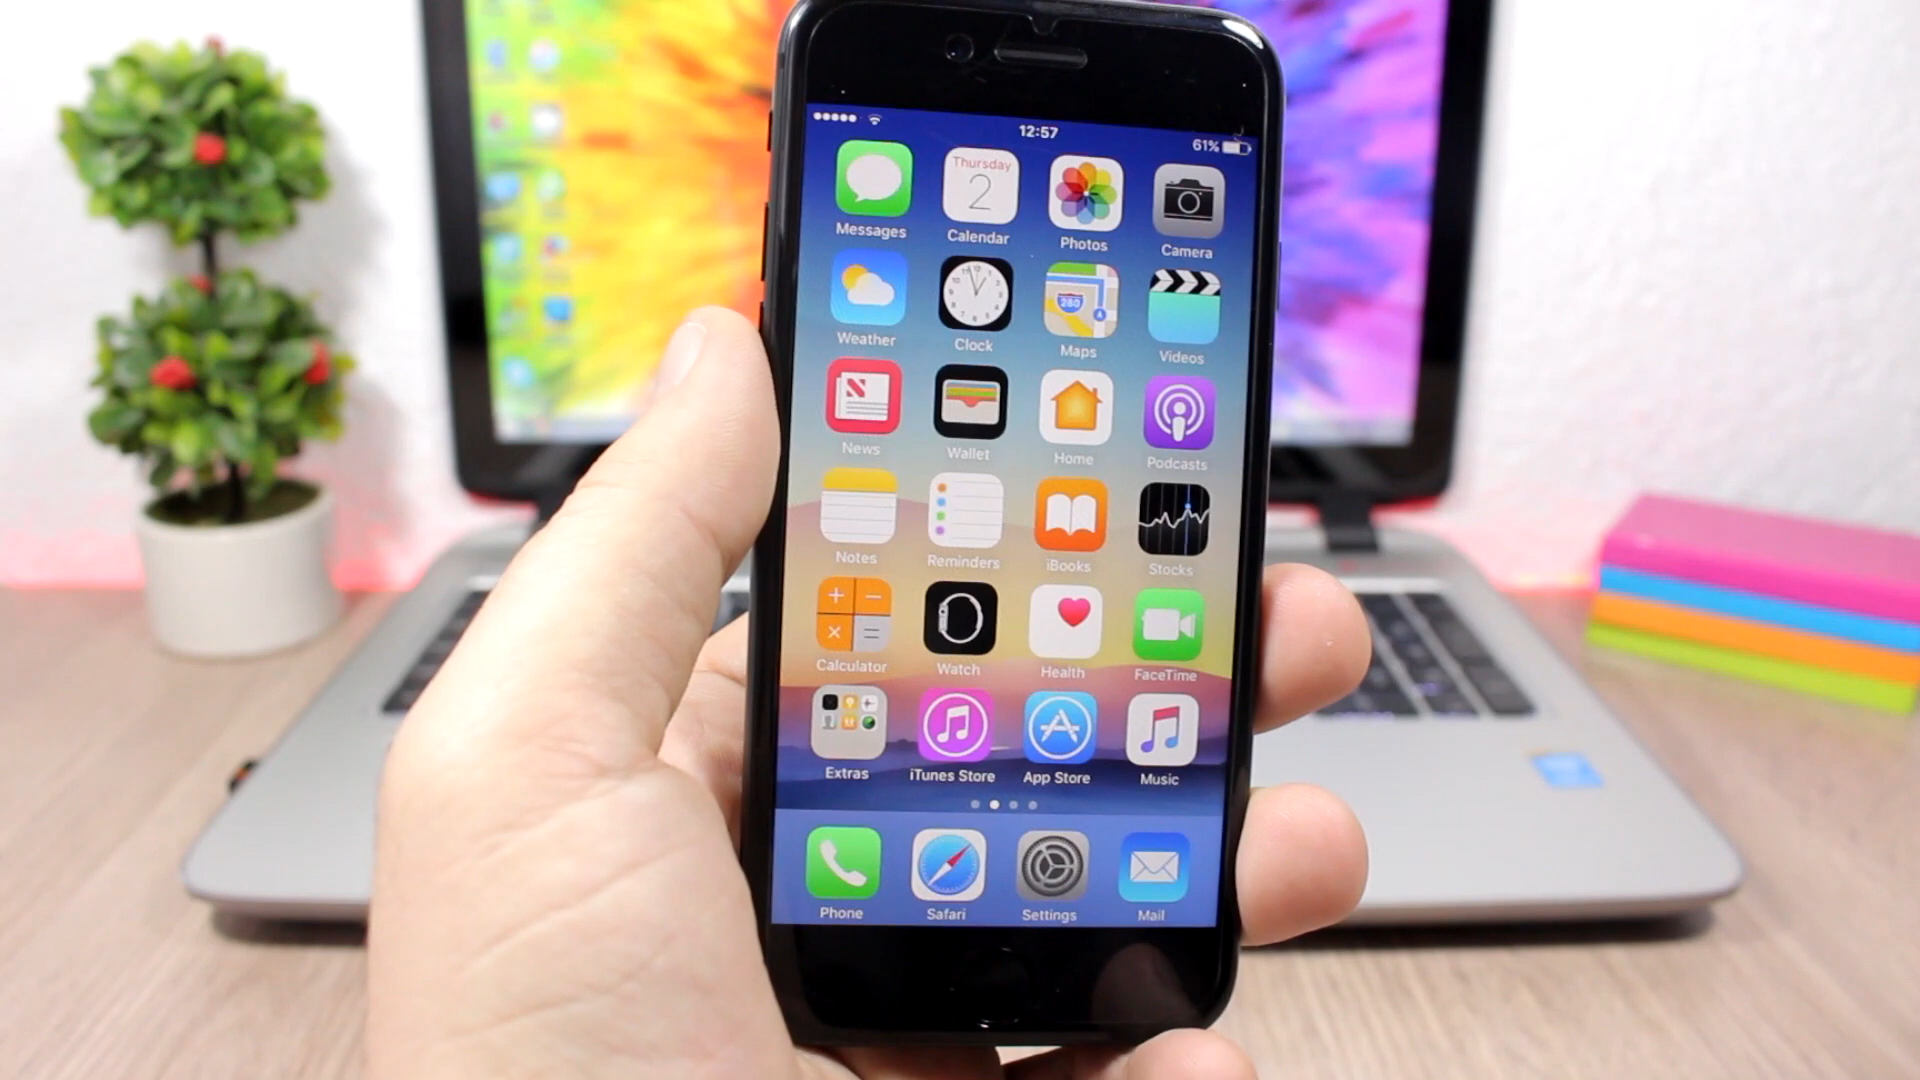 12:57
61%
Thursday
2
Messages
Calendar
Photos
Camera
280
Weather
Clock
Maps
Videos
News
Wallet
Home
Podcasts
Notes
Reminders
iBooks
Stocks
Calculator
Watch
Health
FaceTime
Extras
iTunes Store
App Store
Music
Phone
Safari
Settings
Mail